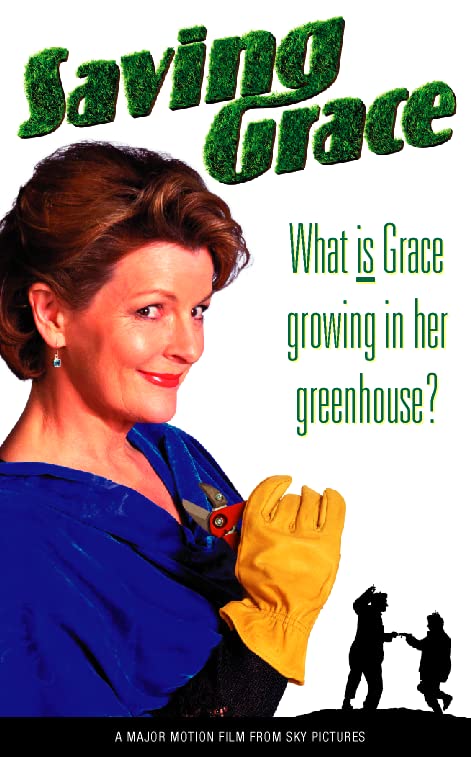 Saving
Grace
What is Grace
growing in her
greenhouse?
A MAJOR MOTION FILM FROM SKY PICTURES